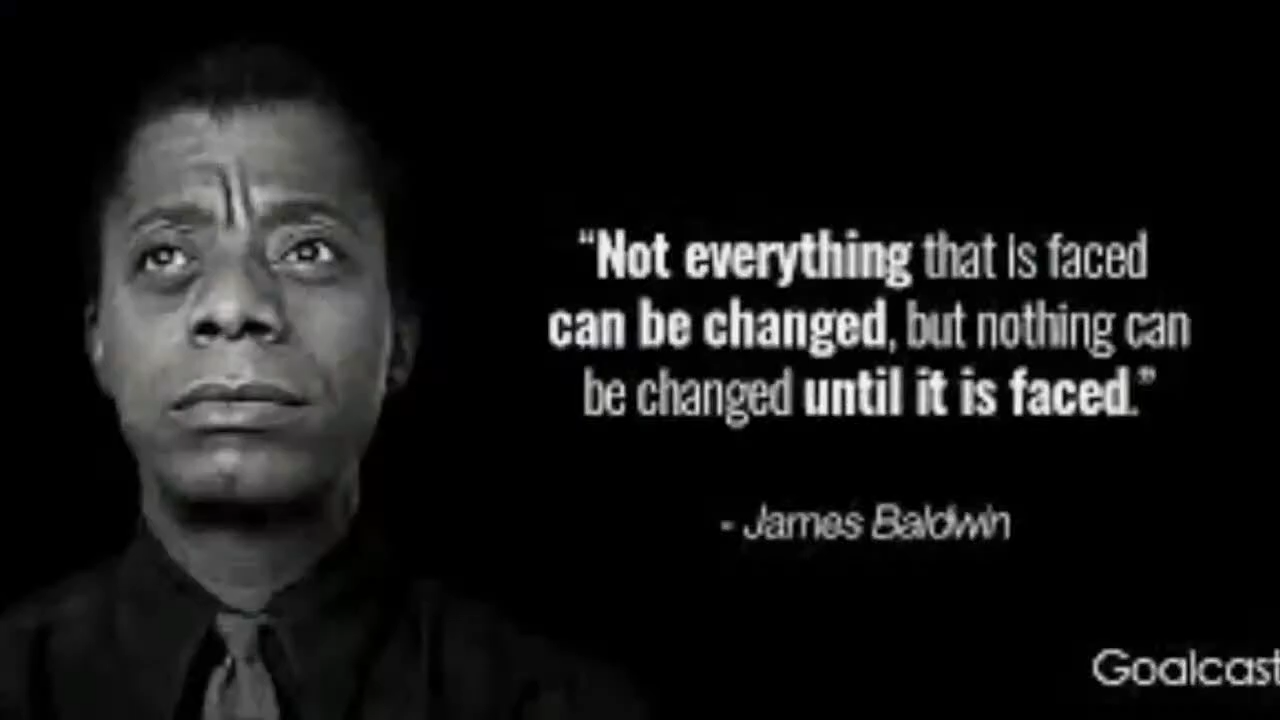 “Not everything that is faced
can be changed, but nothing can
be changed until it is faced.”
- James Baldwin
Goalcast